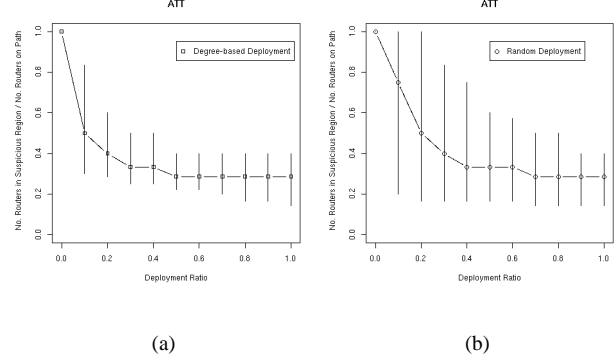 ATT
Degree-based Deployment
No. Routers in Suspicious Region / No. Routers on Path
0.0 0.2 0.4 0.6 0.8 1.0
0.0 0.2 0.4 0.6 0.8 1.0
Deployment Ratio
(a)
ATT
Random Deployment
No. Routers in Suspicious Region / No. Routers on Path
0.0 0.2 0.4 0.6 0.8 1.0
0.0 0.2 0.4 0.6 0.8 1.0
Deployment Ratio
(b)